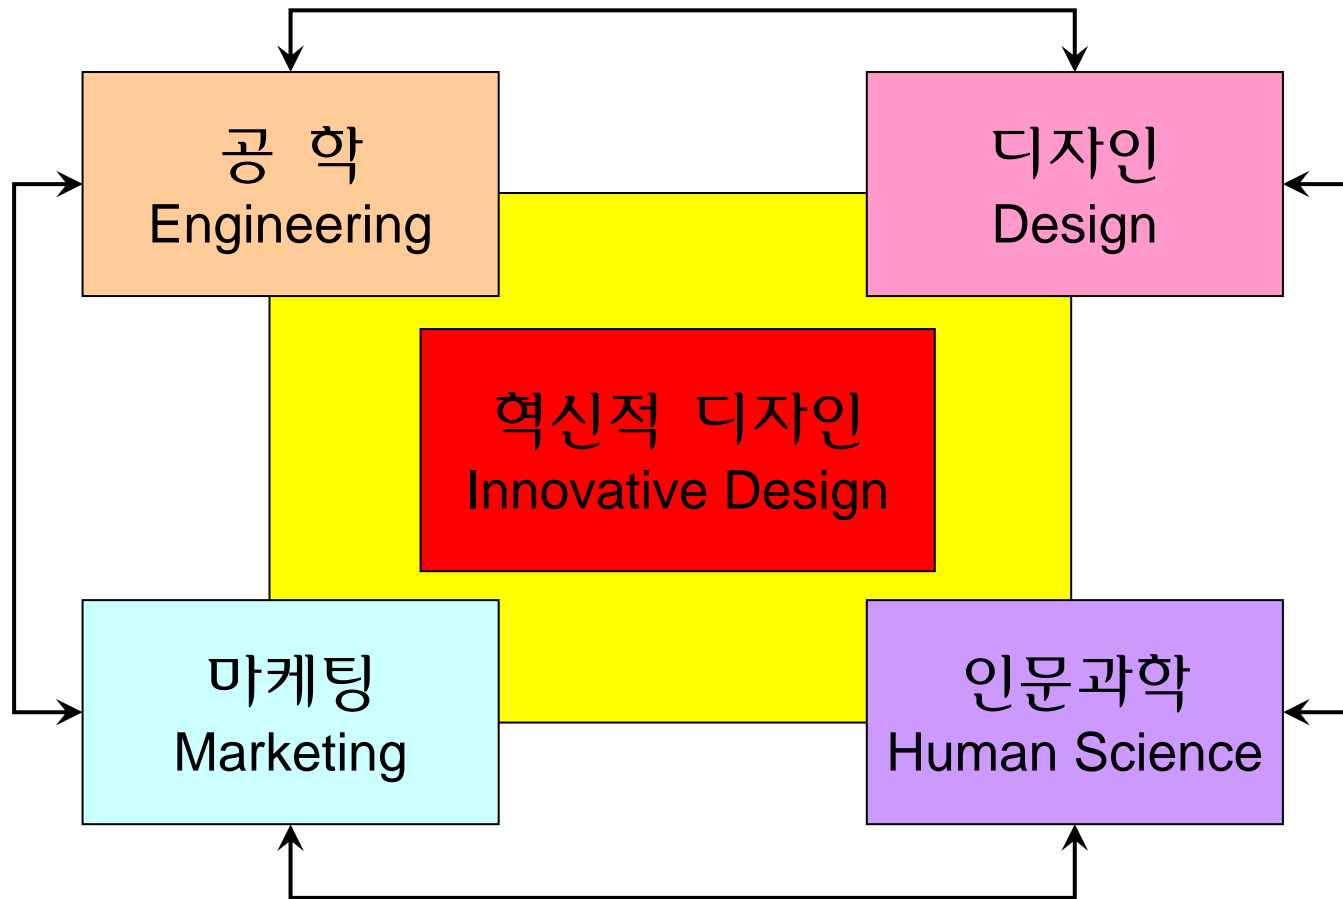 공 학
Engineering
디자인
Design
혁신적 디자인
Innovative Design
마케팅
Marketing
인문과학
Human Science